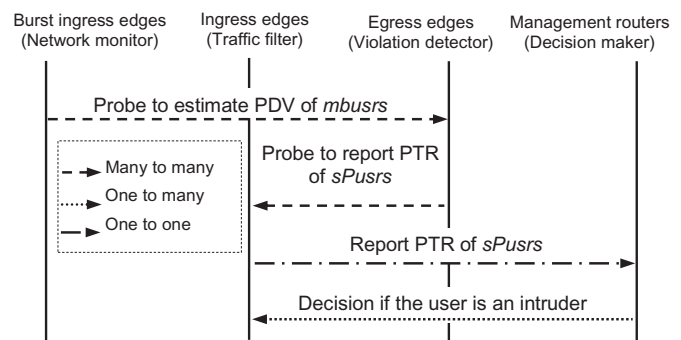 Burst ingress edges
(Network monitor)
Ingress edges
(Traffic filter)
Egress edges
(Violation detector)
Management routers
(Decision maker)
Probe to estimate PDV of mbusrs
Many to many
One to many
One to one
Probe to report PTR
of sPusrs
Report PTR of sPusrs
Decision if the user is an intruder